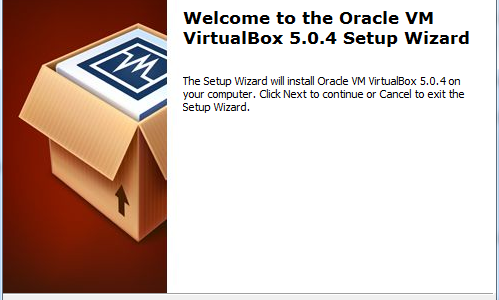 Welcome to the Oracle VM
VirtualBox 5.0.4 Setup Wizard
The Setup Wizard will install Oracle VM VirtualBox 5.0.4 on
your computer. Click Next to continue or Cancel to exit the
Setup Wizard.